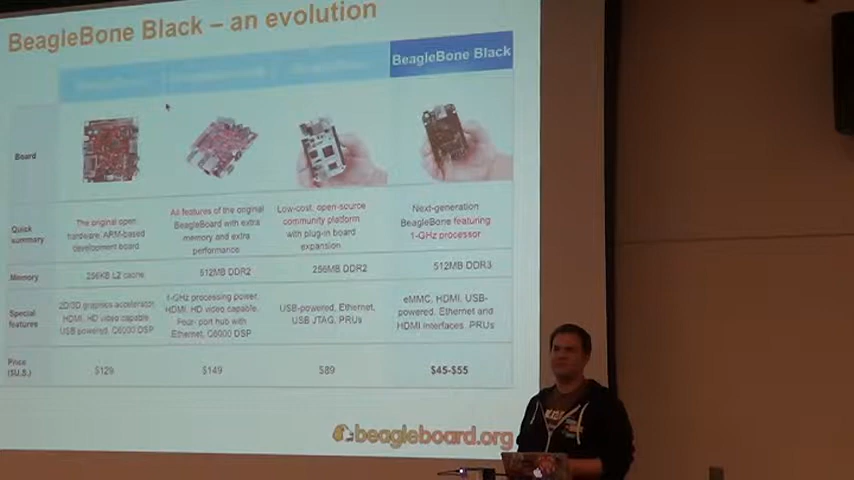 BeagleBone Black – an evolution
BeagleBone Black
Board
Quick
summary
The original open
hardware, ARM-based
development board
All features of the original
BeagleBoard with extra
memory and extra
performance
Low-cost, open-source
community platform
with plug-in board
expansion
Next-generation
BeagleBone featuring
1-GHz processor
Memory
256KB L2 cache
512MB DDR2
256MB DDR2
512MB DDR3
Special
features
2D/3D graphics accelerator,
HDMI, HD video capable,
USB powered, C6000 DSP
1-GHz processing power,
HDMI, HD video capable,
Four- port hub with
Ethernet, C6000 DSP
USB-powered, Ethernet,
USB JTAG, PRUs
eMMC, HDMI, USB-
powered, Ethernet and
HDMI interfaces, PRUs
Price
($U.S.)
$129
$149
$89
$45-$55
beagleboard.org